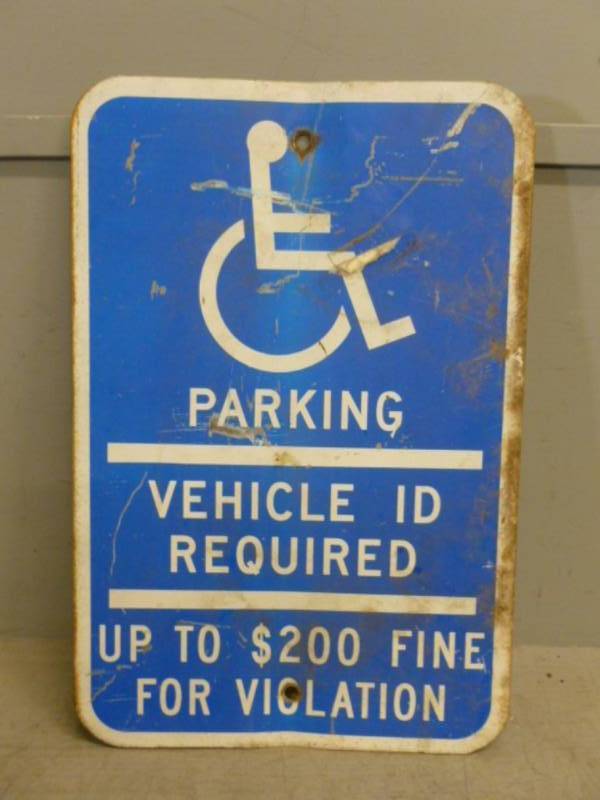 PARKING
VEHICLE ID
REQUIRED
UP TO $200 FINE
FOR VIOLATION